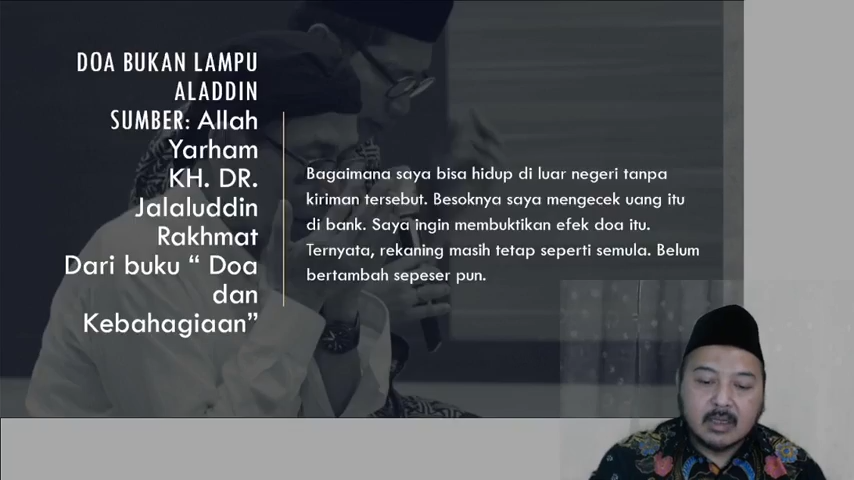 DOA BUKAN LAMPU
ALADDIN
SUMBER: Allah
Yarham
KH. DR.
Jalaluddin
Rakhmat
Dari buku “ Doa
dan
Kebahagiaan”
Bagaimana saya bisa hidup di luar negeri tanpa
kiriman tersebut. Besoknya saya mengecek uang itu
di bank. Saya ingin membuktikan efek doa itu.
Ternyata, rekaning masih tetap seperti semula. Belum
bertambah sepeser pun.